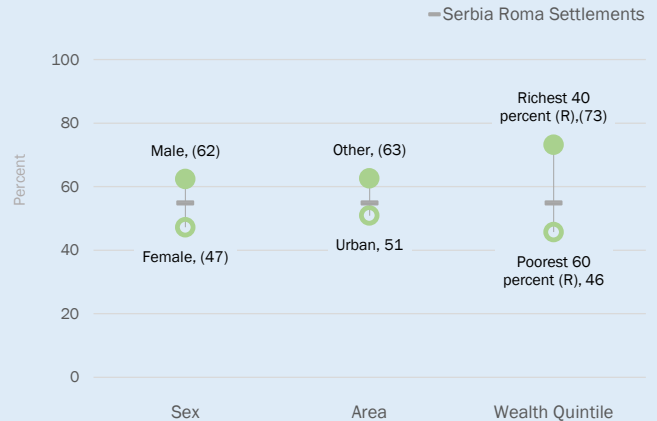 Serbia Roma Settlements
100
80
60
40
20
0
Percent
Male, (62)
Female, (47)
Other, (63)
Urban, 51
Richest 40
percent (R),(73)
Poorest 60
percent (R), 46
Sex
Area
Wealth Quintile